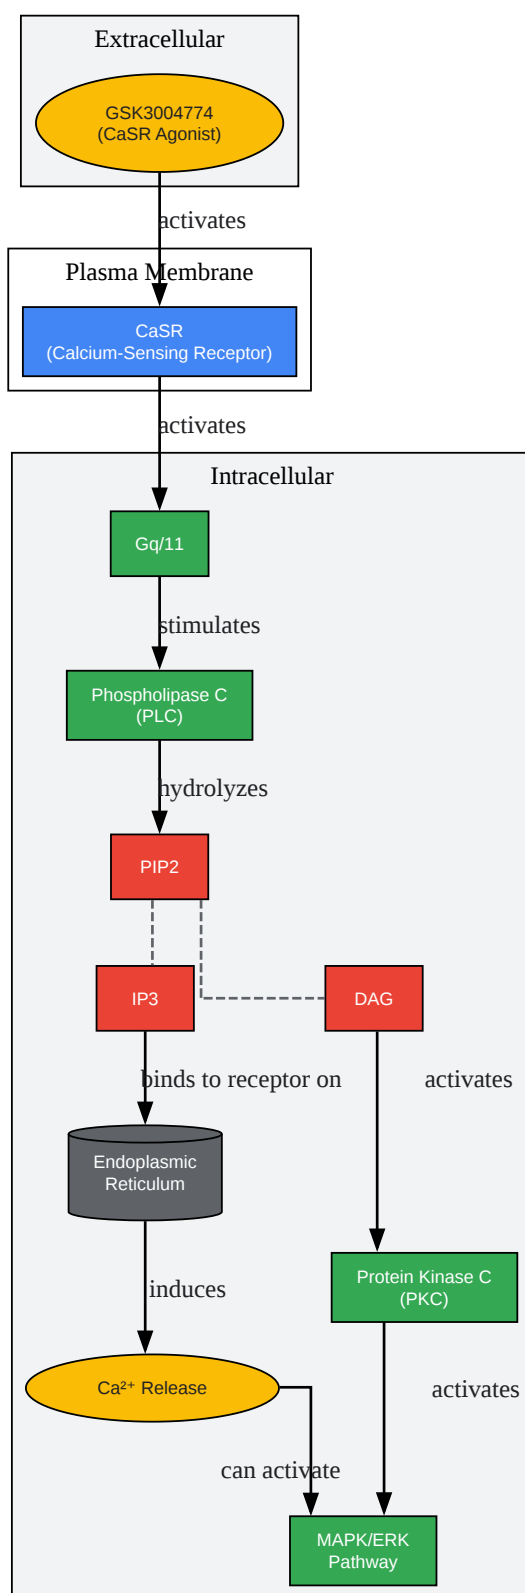 Extracellular
GSK3004774
(CaSR Agonist)
activates
Plasma Membrane
CaSR
(Calcium-Sensing Receptor)
activates
Intracellular
Gq/11
stimulates
Phospholipase C
(PLC)
hydrolyzes
PIP2
IP3
DAG
binds to receptor on
activates
Endoplasmic
Reticulum
Protein Kinase C
(PKC)
induces
Ca²⁺ Release
activates
can activate
MAPK/ERK
Pathway